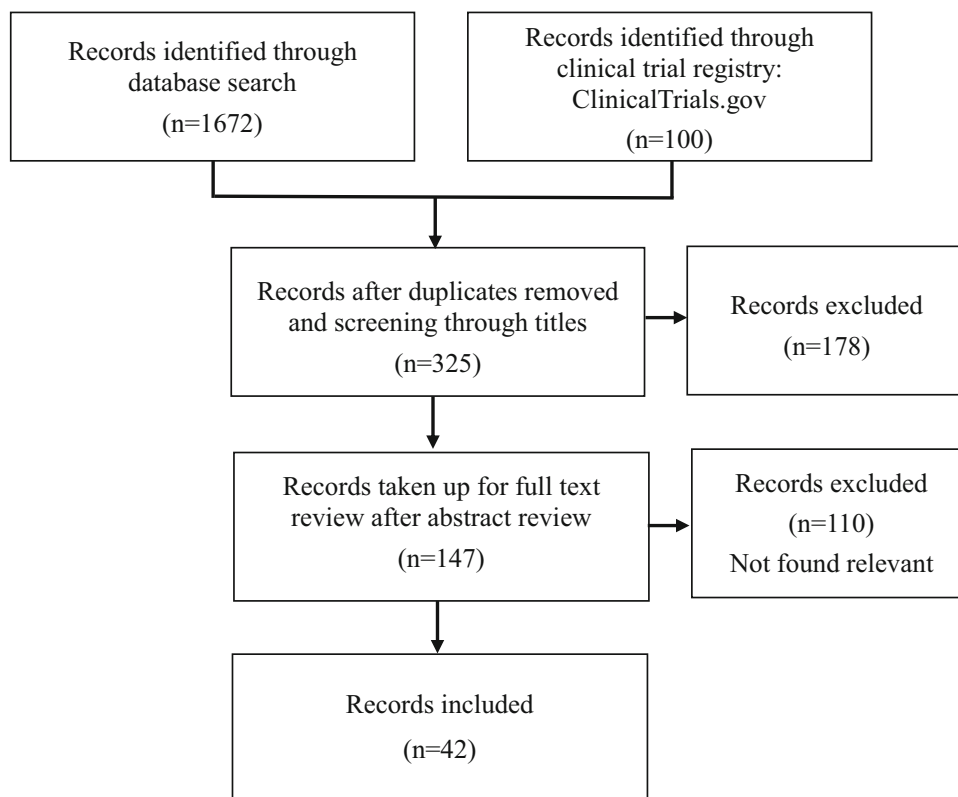 Records identified through
database search
(n=1672)
Records identified through
clinical trial registry:
ClinicalTrials.gov
(n=100)
Records after duplicates removed
and screening through titles
(n=325)
Records excluded
(n=178)
Records taken up for full text
review after abstract review
(n=147)
Records excluded
(n=110)
Not found relevant
Records included
(n=42)